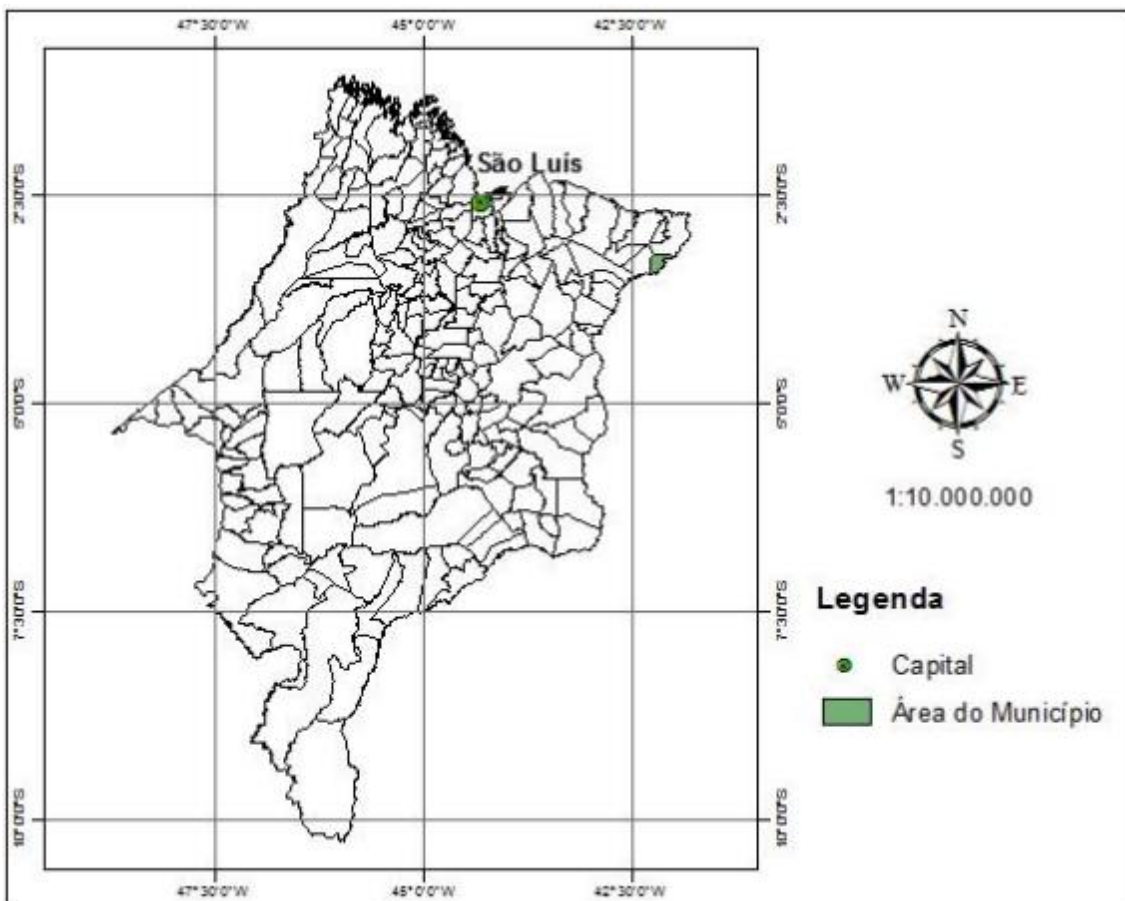 47°30'0"W 45°0'0"W 42°30'0"W
São Luís
2°30'0"S 2°30'0"S
N
W E
S
5°0'0"S 5°0'0"S
1:10.000.000
Legenda
7°30'0"S 7°30'0"S
Capital
Área do Município
10°0'0"S 10°0'0"S
47°30'0"W 45°0'0"W 42°30'0"W